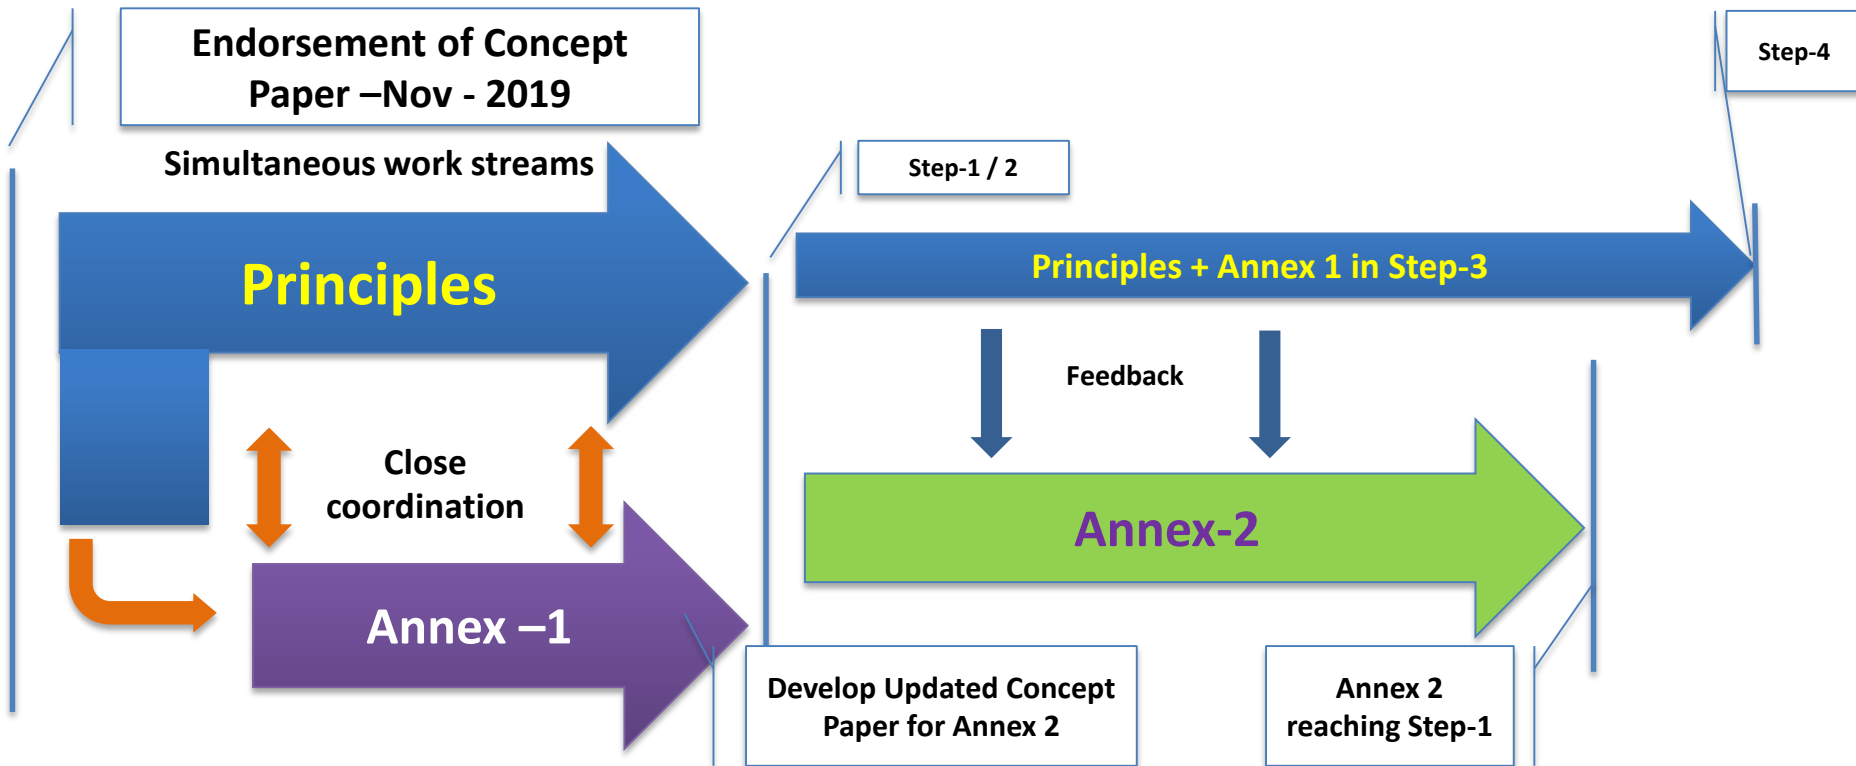 Endorsement of Concept
Paper –Nov - 2019
Step-4
Simultaneous work streams
Step-1 / 2
Principles
Principles + Annex 1 in Step-3
Feedback
Close
coordination
Annex-2
Annex –1
Develop Updated Concept
Paper for Annex 2
Annex 2
reaching Step-1